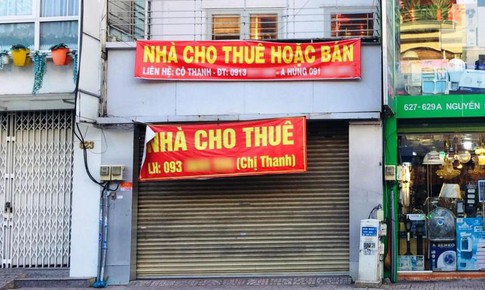 NHÀ CHO THUÊ HOẶC BÁN
LIÊN HỆ: CÔ THANH - ĐT: 0913 - A HƯNG 091
NHÀ CHO THUÊ
LH: 093 (Chị Thanh)
627-629A NGUYỄN